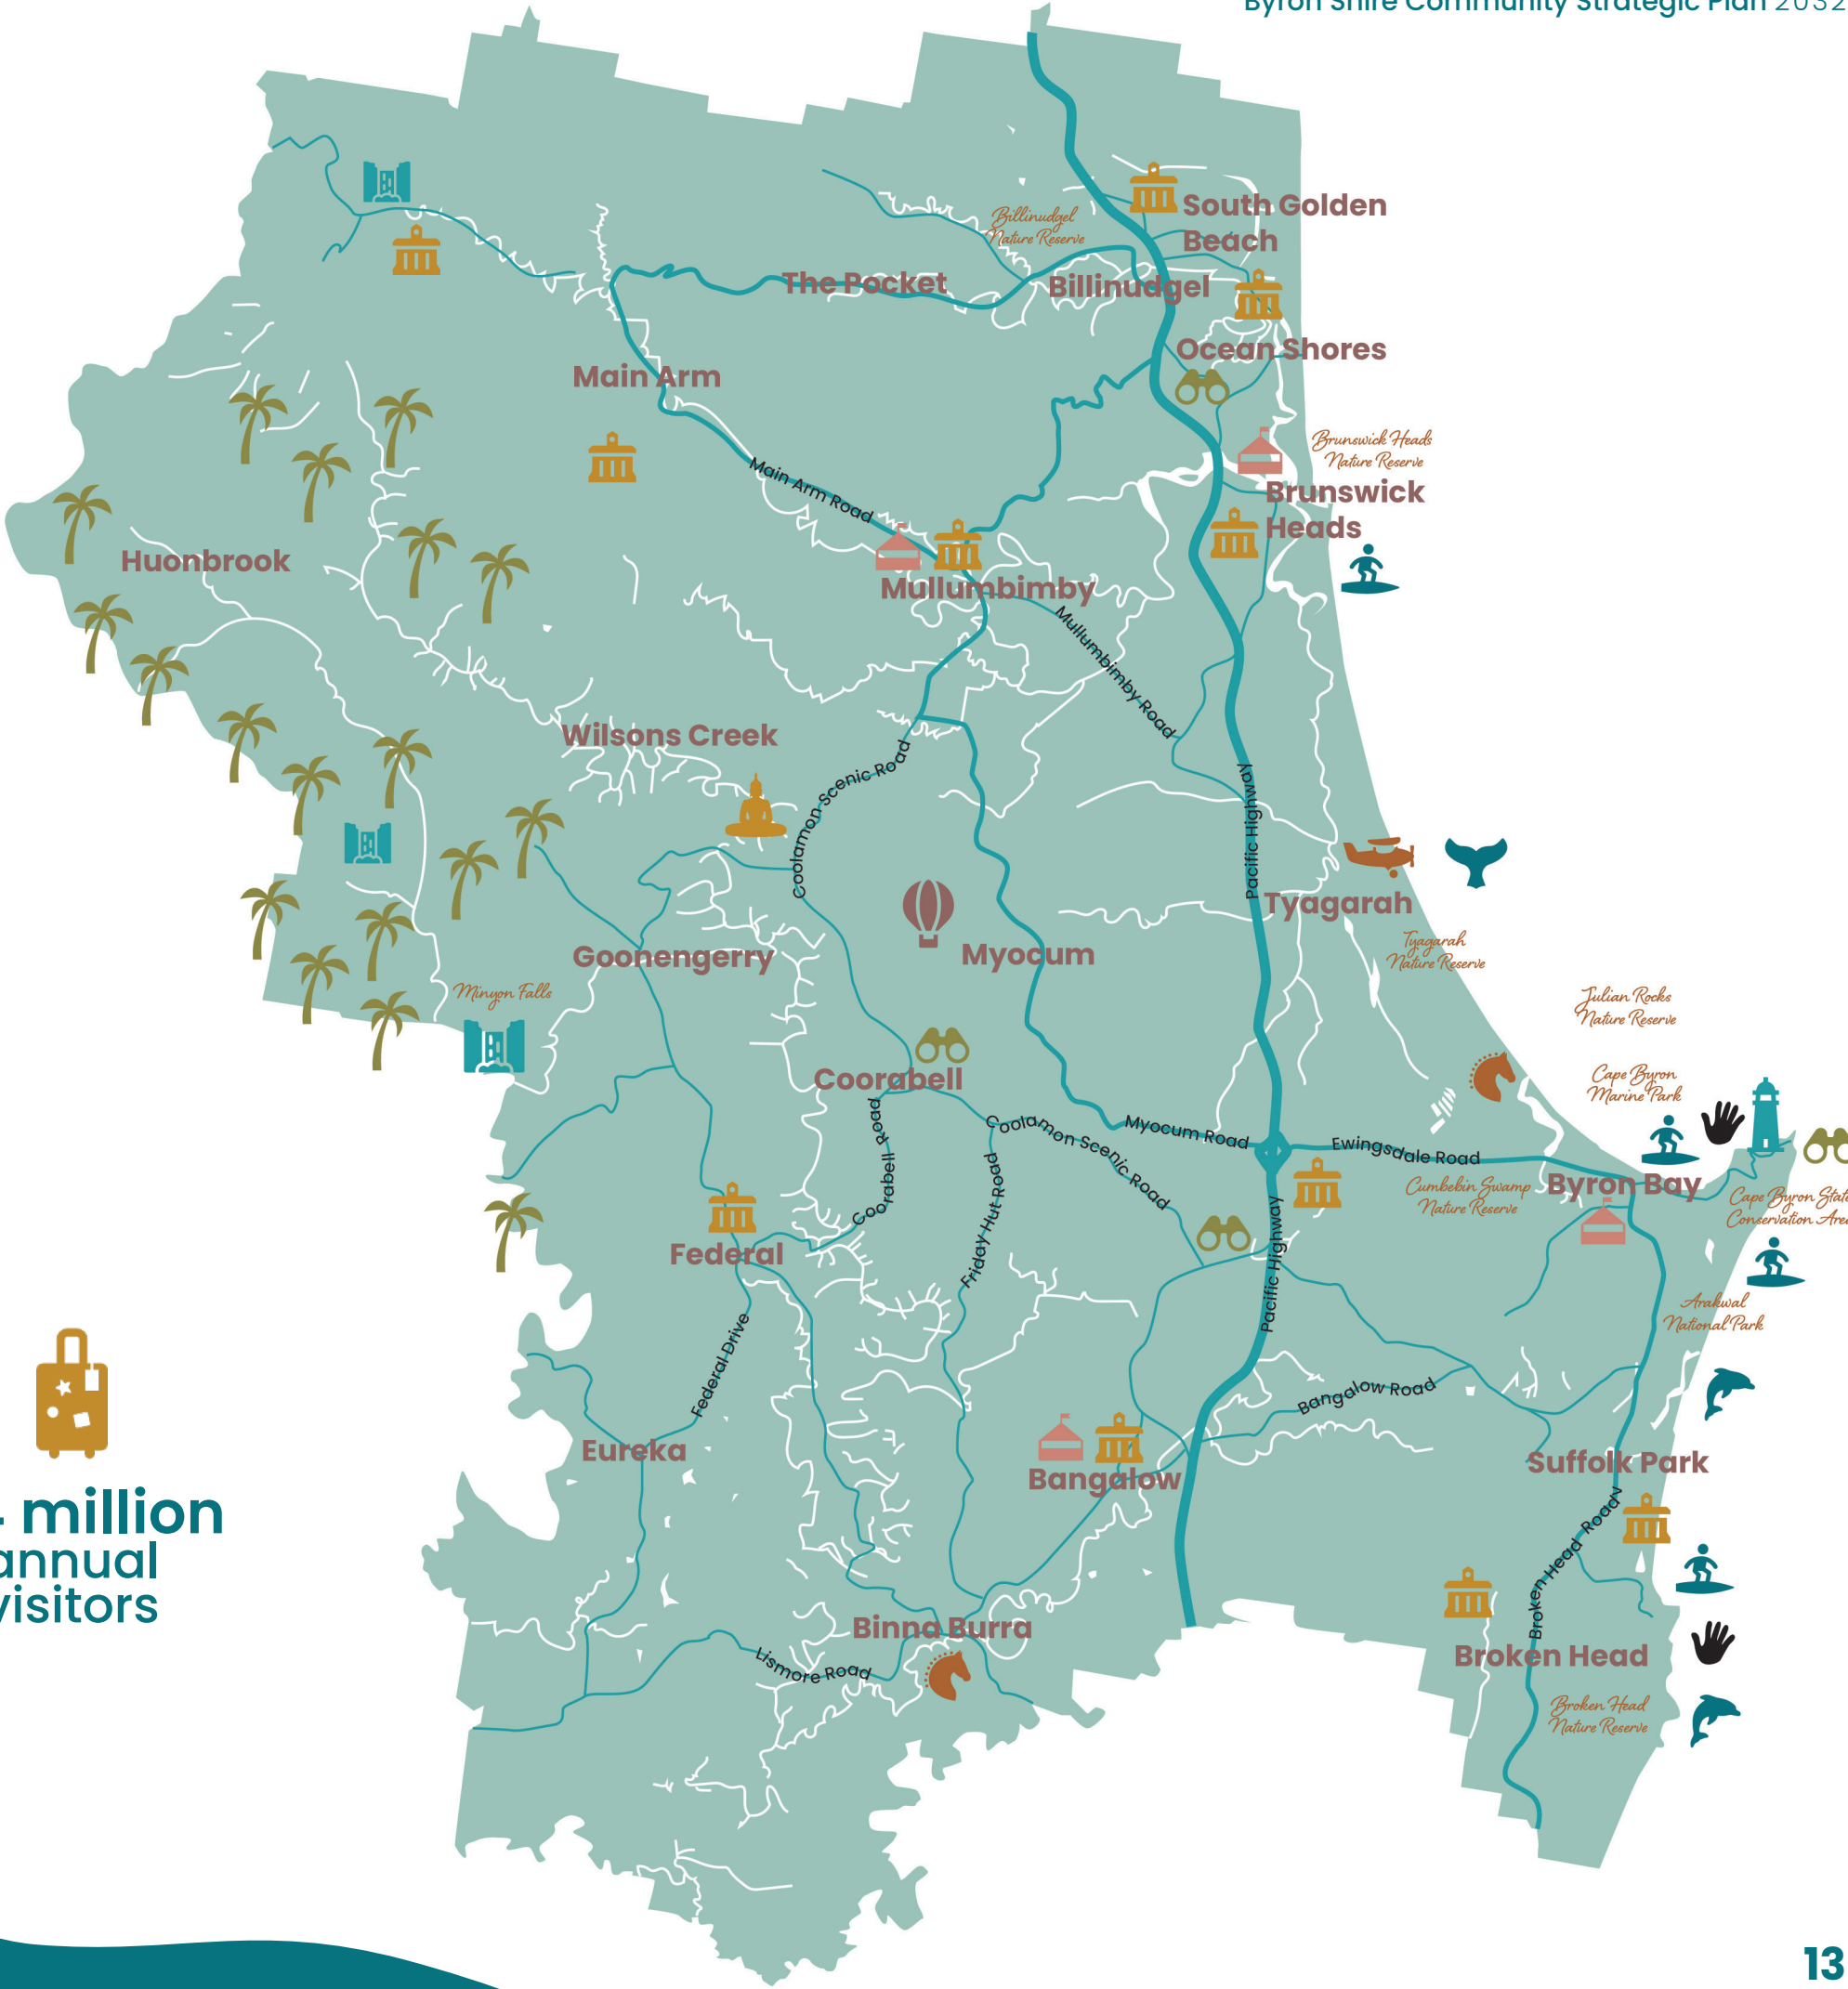 Byron Shire Community Strategic Plan 2032
South Golden
Beach
Billinudgel
Nature Reserve
The Pocket
Billinudgel
Ocean Shores
Main Arm
Brunswick Heads
Nature Reserve
Main Arm Road
Brunswick
Heads
Huonbrook
Mullumbimby
Mullumbimby Road
Wilsons Creek
Coolamon Scenic Road
Pacific Highway
Tyagarah
Tyagarah
Nature Reserve
Goonengerry
Myocum
Minyon Falls
Julian Rocks
Nature Reserve
Coorabell
Cape Byron
Marine Park
Coorabell Road
Coolamon Scenic Road
Myocum Road
Ewingsdale Road
Friday Hut Road
Cumbebin Swamp
Nature Reserve
Byron Bay
Cape Byron State
Conservation Area
Federal
Pacific Highway
Arakwal
National Park
Federal Drive
Bangalow Road
Eureka
Bangalow
Suffolk Park
million
annual
visitors
Broken Head Road
Binna Burra
Lismore Road
Broken Head
Broken Head
Nature Reserve
13